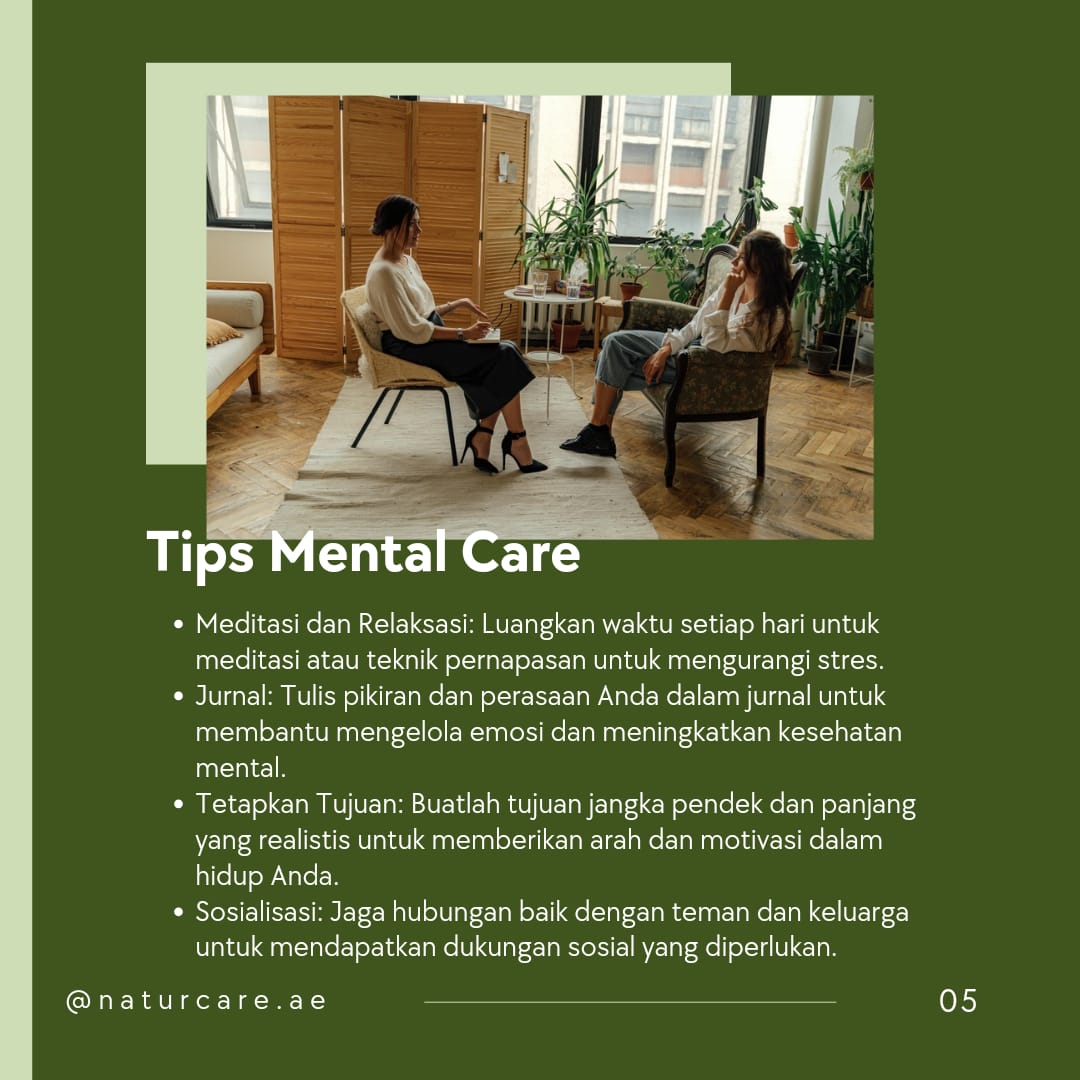 Tips Mental Care
• Meditasi dan Relaksasi: Luangkan waktu setiap hari untuk
meditasi atau teknik pernapasan untuk mengurangi stres.
• Jurnal: Tulis pikiran dan perasaan Anda dalam jurnal untuk
membantu mengelola emosi dan meningkatkan kesehatan
mental.
• Tetapkan Tujuan: Buatlah tujuan jangka pendek dan panjang
yang realistis untuk memberikan arah dan motivasi dalam
hidup Anda.
• Sosialisasi: Jaga hubungan baik dengan teman dan keluarga
untuk mendapatkan dukungan sosial yang diperlukan.
@naturcare.ae
05